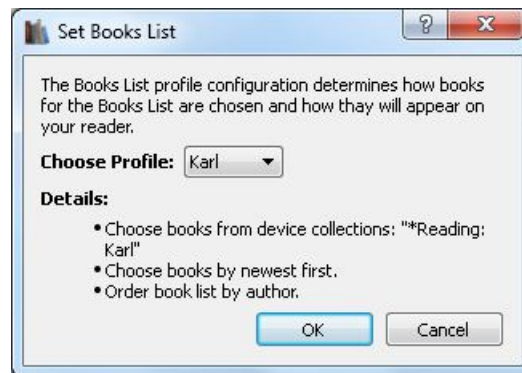 Set Books List
The Books List profile configuration determines how books
for the Books List are chosen and how thay will appear on
your reader.
Choose Profile: Karl
Details:
• Choose books from device collections: "*Reading:
Karl"
• Choose books by newest first.
• Order book list by author.
OK Cancel